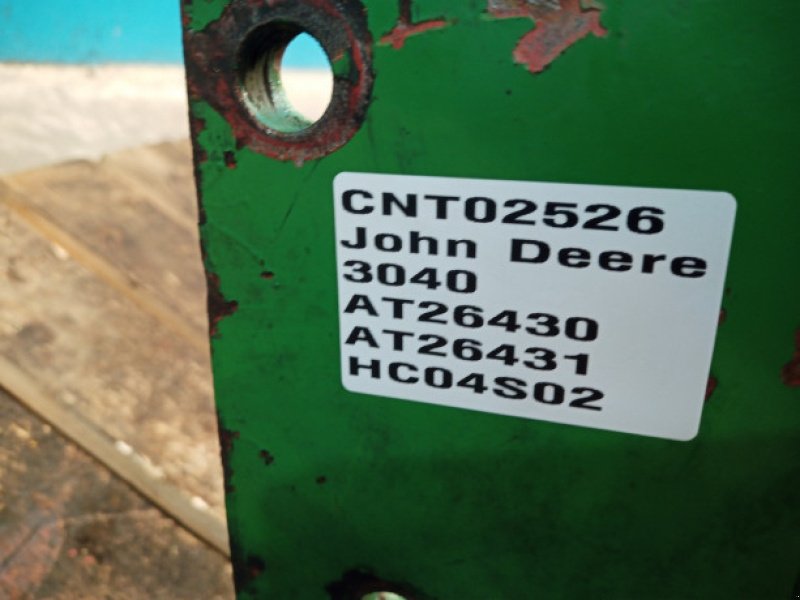 CNT02526
John Deere
3040
AT26430
AT26431
HC04S02